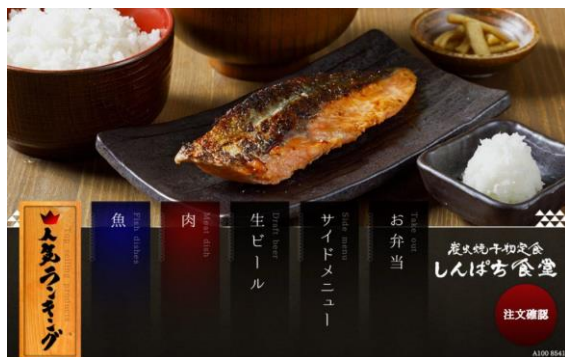 人気ランキング
魚
Fish dishes
肉
Meat dish
生ビール
Draft beer
サイドメニュー
Side menu
お弁当
Take out
炭火焼干物定食
しんぱち食堂
注文確認